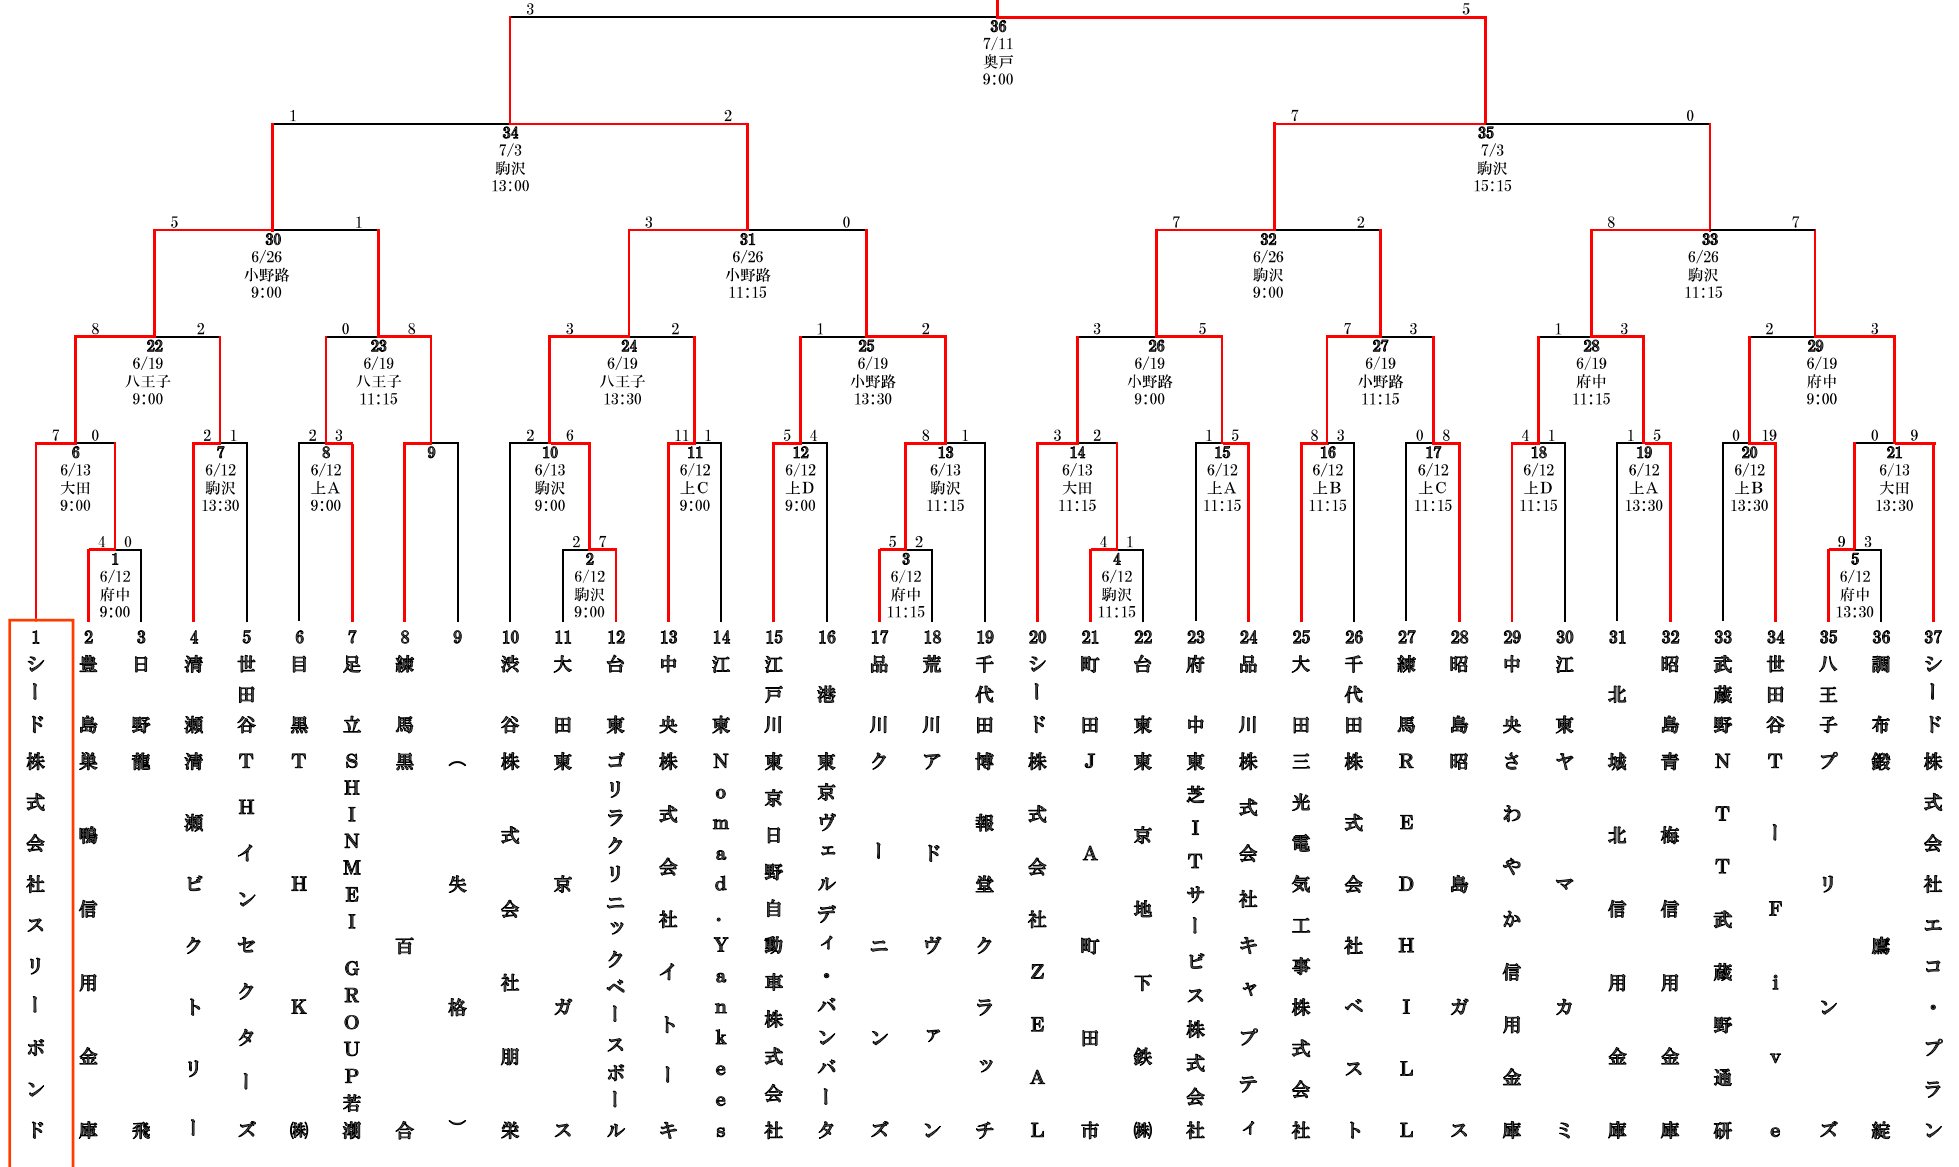 3 5
36
7/11
奥戸
9:00
1 2 7 0
34 35
7/3 7/3
駒沢 駒沢
13:00 15:15
5 1 3 0 7 2 8 7
30 31 32 33
6/26 6/26 6/26 6/26
小野路 小野路 駒沢 駒沢
9:00 11:15 9:00 11:15
8 2 0 8 3 2 1 2 3 5 7 3 1 3 2 3
22 23 24 25 26 27 28 29
6/19 6/19 6/19 6/19 6/19 6/19 6/19 6/19
八王子 八王子 八王子 小野路 小野路 小野路 府中 府中
9:00 11:15 13:30 13:30 9:00 11:15 11:15 9:00
7 0 2 1 2 3 2 6 11 1 5 4 8 1 3 2 1 5 8 3 0 8 4 1 1 5 0 19 0 9
6 7 8 9 10 11 12 13 14 15 16 17 18 19 20 21
6/13 6/12 6/12 6/13 6/12 6/12 6/13 6/13 6/12 6/12 6/12 6/12 6/12 6/12 6/13
大田 駒沢 上A 駒沢 上C 上D 駒沢 大田 上A 上B 上C 上D 上A 上B 大田
9:00 13:30 9:00 9:00 9:00 9:00 11:15 11:15 11:15 11:15 11:15 11:15 13:30 13:30 13:30
4 0 2 7 5 2 4 1 9 3
1 2 3 4 5
6/12 6/12 6/12 6/12 6/12
府中 駒沢 府中 駒沢 府中
9:00 9:00 11:15 11:15 13:30
1 シード 株式会社スリーボンド
2 豊島 巣鴨信用金庫
3 日野 龍飛
4 清瀬 清瀬ビクトリー
5 世田谷 THインセクターズ
6 目黒 THK㈱
7 足立 SHINMEI GROUP若潮
8 練馬 黒百合
9 （失格）
10 渋谷 株式会社朋栄
11 大田 東京ガス
12 台東 ゴリラクリニックベースボール
13 中央 株式会社イトーキ
14 江東 Nomad.Yankees
15 江戸川 東京日野自動車株式会社
16 港 東京ヴェルディ・バンバータ
17 品川 クーニンズ
18 荒川 アドヴァン
19 千代田 博報堂クラッチ
20 シード 株式会社ZEAL
21 町田 JA町田市
22 台東 東京地下鉄㈱
23 府中 東芝ITサービス株式会社
24 品川 株式会社キャプティ
25 大田 三光電気工事株式会社
26 千代田 株式会社ベスト
27 練馬 REDHILL
28 昭島 昭島ガス
29 中央 さわやか信用金庫
30 江東 ヤマカミ
31 北 城北信用金庫
32 昭島 青梅信用金庫
33 武蔵野 NTT武蔵野通研
34 世田谷 TーFive
35 八王子 プリンズ
36 調布 鍛鷹綻
37 シード 株式会社エコ・プラン